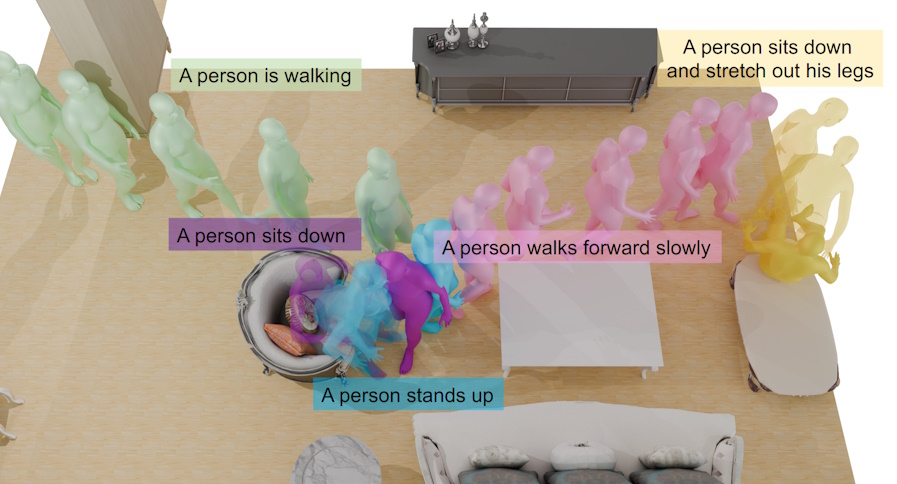 A person sits down
and stretch out his legs
A person is walking
A person sits down
A person walks forward slowly
A person stands up